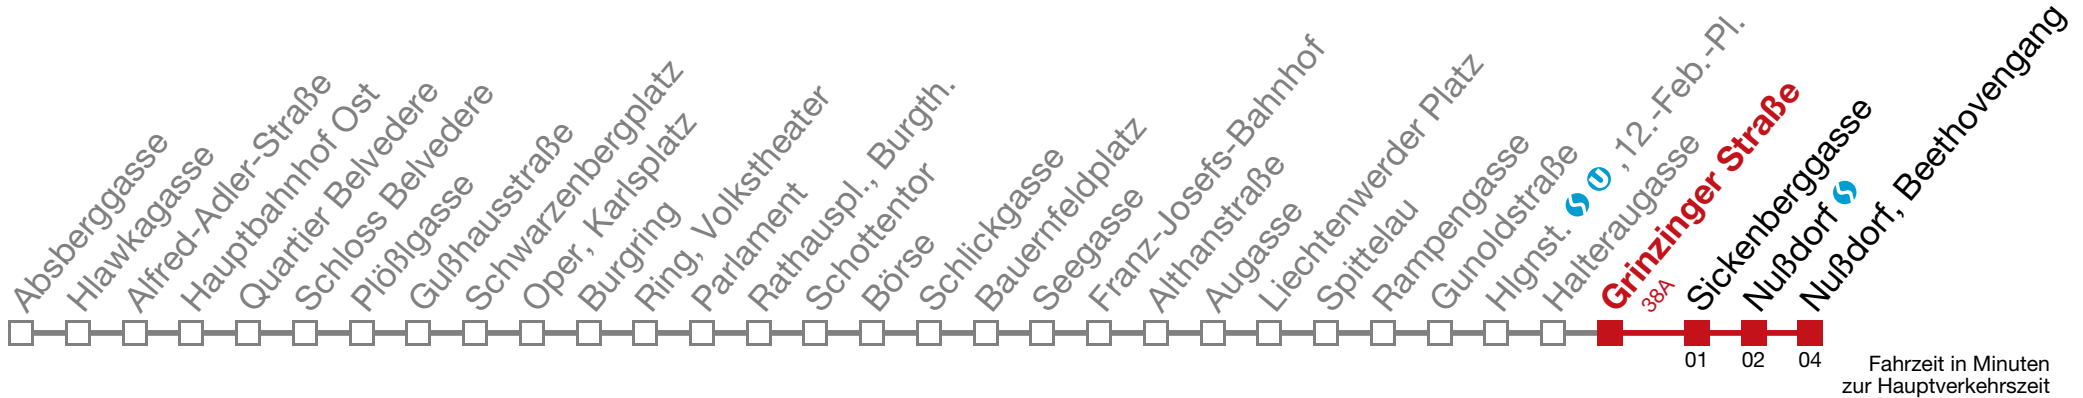 Absberggasse
Hlawkagasse
Alfred-Adler-Straße
Hauptbahnhof Ost
Quartier Belvedere
Schloss Belvedere
Plößlgasse
Gußhausstraße
Schwarzenbergplatz
Oper, Karlsplatz
Burgring
Ring, Volkstheater
Parlament
Rathauspl., Burgth.
Schottentor
Börse
Schlickgasse
Bauernfeldplatz
Seegasse
Franz-Josefs-Bahnhof
Althanstraße
Augasse
Liechtenwerder Platz
Spittelau
Rampengasse
Gunoldstraße
Hlgnst. S U , 12.-Feb.-Pl.
Halteraugasse
Grinzinger Straße
38A
Sickenberggasse
Nußdorf S
Nußdorf, Beethovengang
01 02 04
Fahrzeit in Minuten
zur Hauptverkehrszeit